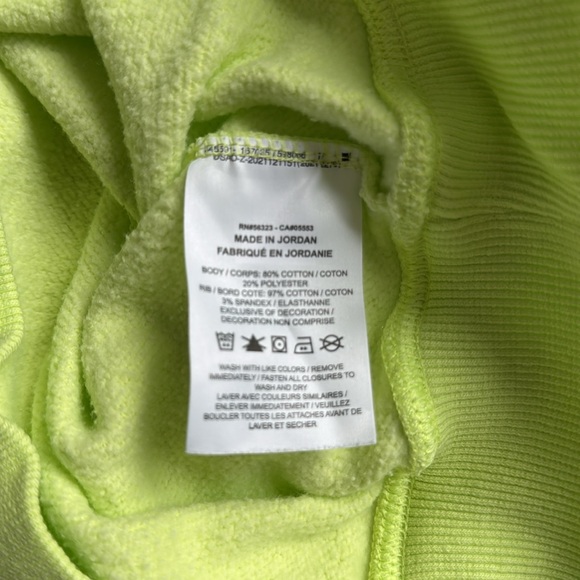 RN#56323 - CA#05553
MADE IN JORDAN
FABRIQUÉ EN JORDANIE
BODY / CORPS: 80% COTTON / COTON
20% POLYESTER
RIB / BORD COTE: 97% COTTON / COTON
3% SPANDEX / ELASTHANNE
EXCLUSIVE OF DECORATION /
DECORATION NON COMPRISE
WASH WITH LIKE COLORS / REMOVE
IMMEDIATELY / FASTEN ALL CLOSURES TO
WASH AND DRY
LAVER AVEC COULEURS SIMILAIRES /
ENLEVER IMMEDIATEMENT / VEUILLEZ
BOUCLER TOUTES LES ATTACHES AVANT DE
LAVER ET SECHER